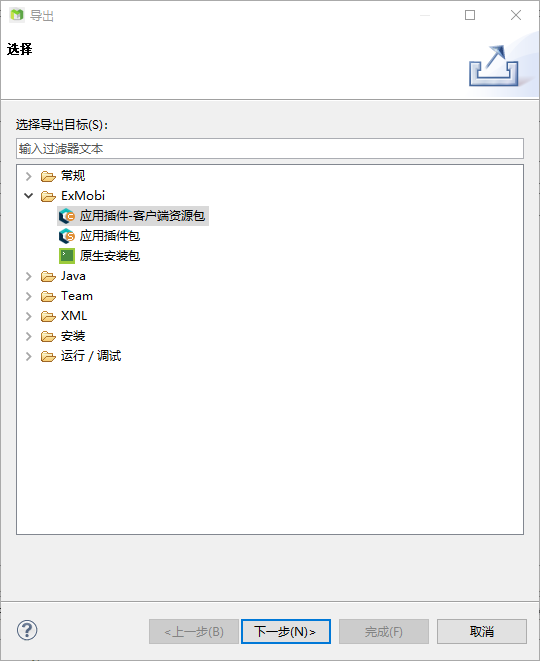 导出
选择
选择导出目标(S):
输入过滤器文本
常规
ExMobi
应用插件-客户端资源包
应用插件包
原生安装包
Java
Team
XML
安装
运行 / 调试
<上一步(B) 下一步(N)> 完成(F) 取消